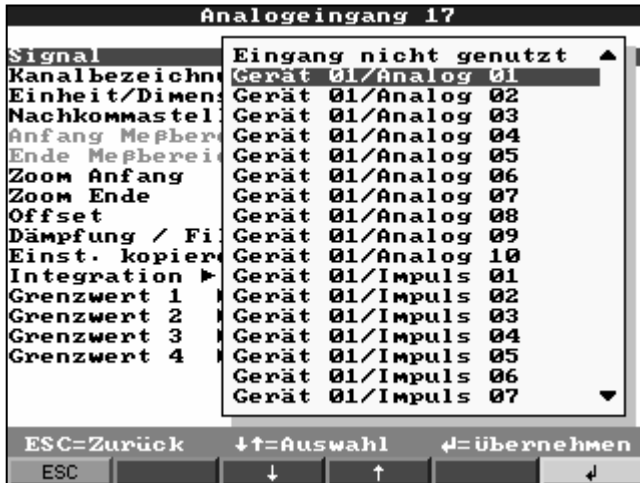 Analogeingang 17
Signal
Kanalbezeichnu
Einheit/Dimens
Nachkommastell
Anfang Meßber
Ende Meßberei
Zoom Anfang
Zoom Ende
Offset
Dämpfung / Fi
Einst. kopier
Integration ►
Grenzwert 1
Grenzwert 2
Grenzwert 3
Grenzwert 4
Eingang nicht genutzt ▲
Gerät 01/Analog 01
Gerät 01/Analog 02
Gerät 01/Analog 03
Gerät 01/Analog 04
Gerät 01/Analog 05
Gerät 01/Analog 06
Gerät 01/Analog 07
Gerät 01/Analog 08
Gerät 01/Analog 09
Gerät 01/Analog 10
Gerät 01/Impuls 01
Gerät 01/Impuls 02
Gerät 01/Impuls 03
Gerät 01/Impuls 04
Gerät 01/Impuls 05
Gerät 01/Impuls 06
Gerät 01/Impuls 07 ▼
ESC=Zurück ↓↑=Auswahl ↲=übernehmen
ESC ↓ ↑ ↲